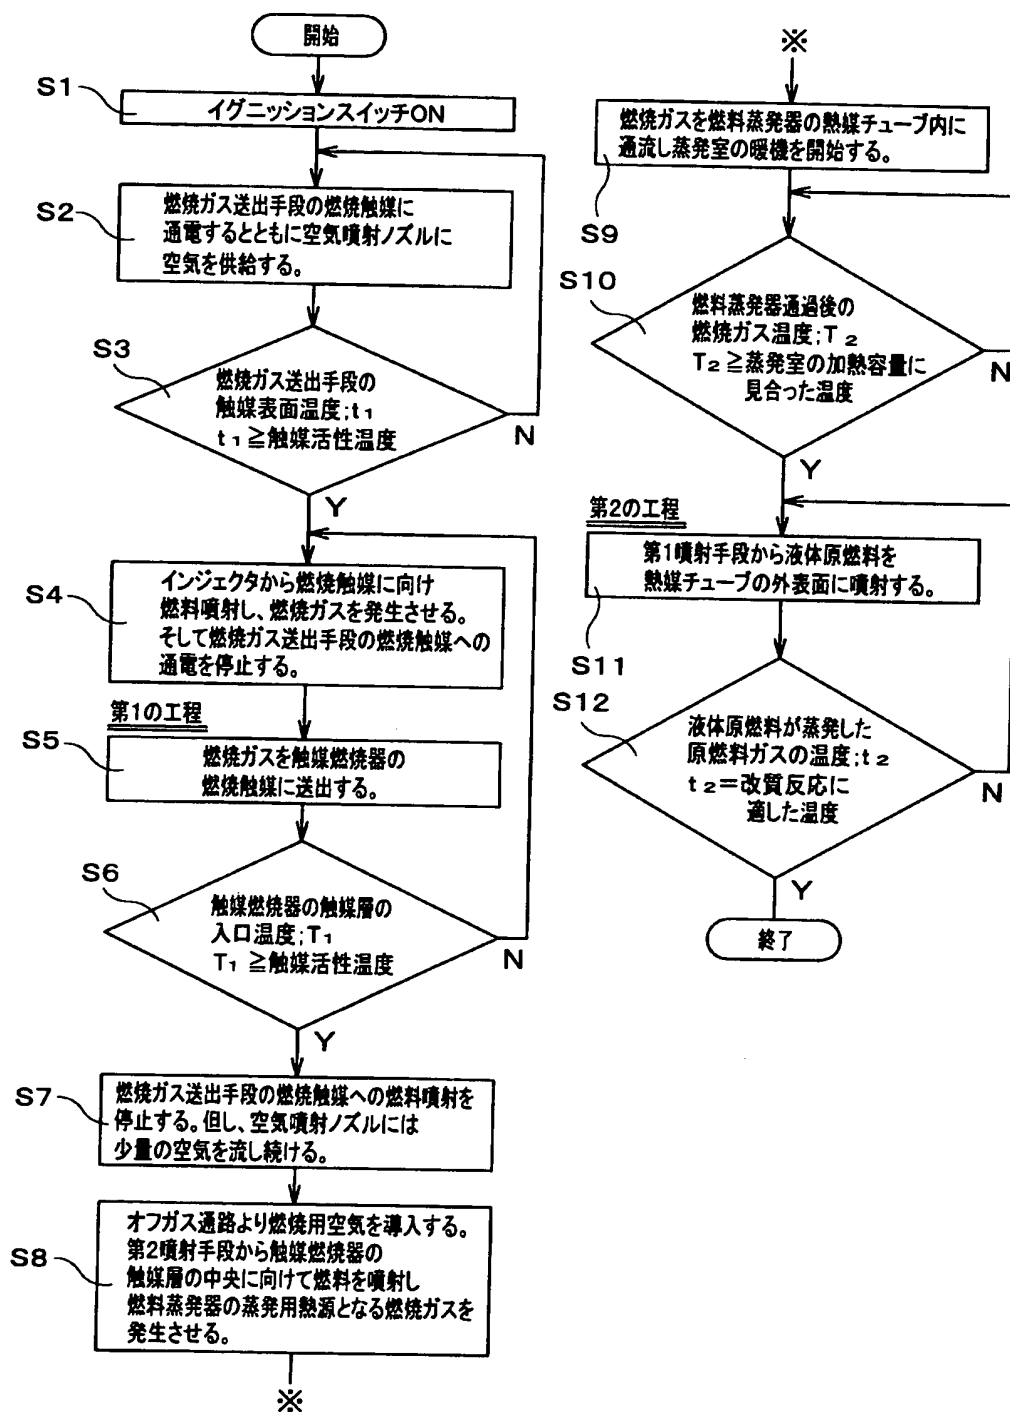 開始
S1
イグニッションスイッチON
S2
燃焼ガス送出手段の燃焼触媒に
通電するとともに空気噴射ノズルに
空気を供給する。
S3
燃焼ガス送出手段の
触媒表面温度;t₁
t₁≧触媒活性温度
N
Y
S4
インジェクタから燃焼触媒に向け
燃料噴射し、燃焼ガスを発生させる。
そして燃焼ガス送出手段の燃焼触媒への
通電を停止する。
第1の工程
S5
燃焼ガスを触媒燃焼器の
燃焼触媒に送出する。
S6
触媒燃焼器の触媒層の
入口温度;T₁
T₁≧触媒活性温度
N
Y
S7
燃焼ガス送出手段の燃焼触媒への燃料噴射を
停止する。但し、空気噴射ノズルには
少量の空気を流し続ける。
S8
オフガス通路より燃焼用空気を導入する。
第2噴射手段から触媒燃焼器の
触媒層の中央に向けて燃料を噴射し
燃料蒸発器の蒸発用熱源となる燃焼ガスを
発生させる。
※
※
燃焼ガスを燃料蒸発器の熱媒チューブ内に
通流し蒸発室の暖機を開始する。
S9
S10
燃料蒸発器通過後の
燃焼ガス温度;T₂
T₂≧蒸発室の加熱容量に
見合った温度
N
Y
第2の工程
第1噴射手段から液体原燃料を
熱媒チューブの外表面に噴射する。
S11
S12
液体原燃料が蒸発した
原燃料ガスの温度;t₂
t₂=改質反応に
適した温度
N
Y
終了